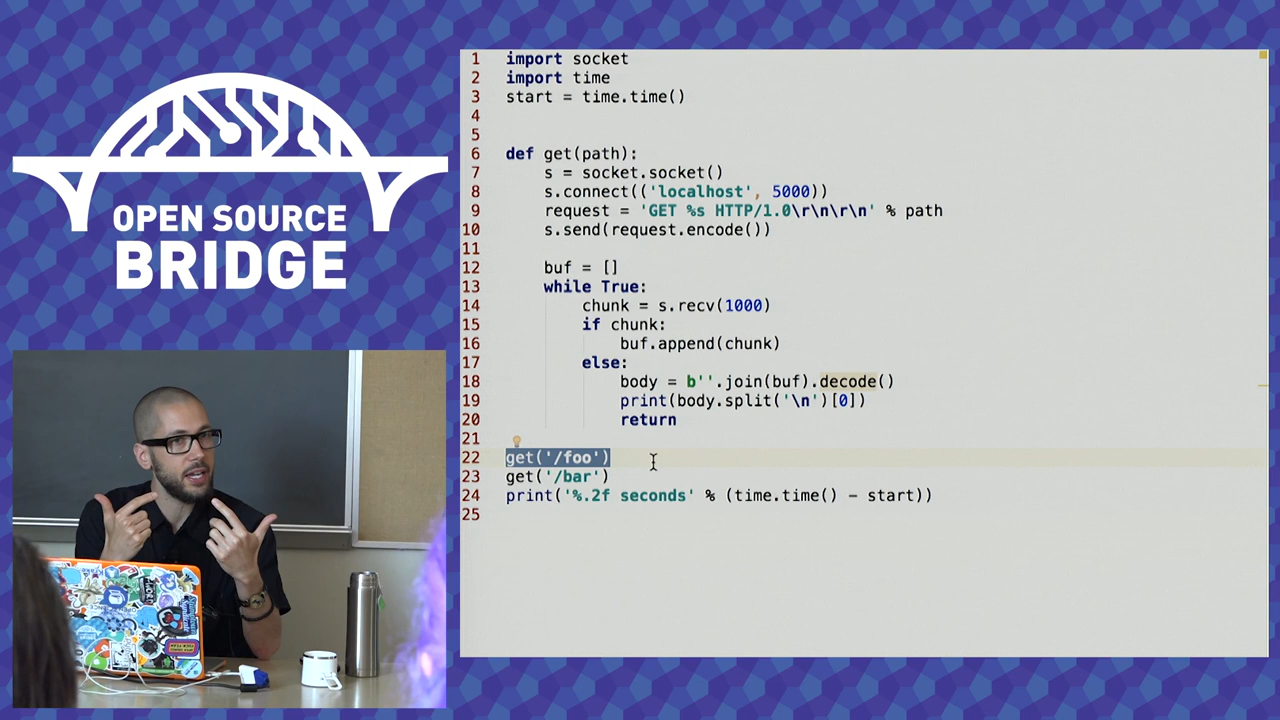 OPEN SOURCE
BRIDGE
1 import socket
2 import time
3 start = time.time()
4
5
6 def get(path):
7     s = socket.socket()
8     s.connect(('localhost', 5000))
9     request = 'GET %s HTTP/1.0\r\n\r\n' % path
10     s.send(request.encode())
11
12     buf = []
13     while True:
14         chunk = s.recv(1000)
15         if chunk:
16             buf.append(chunk)
17         else:
18             body = b''.join(buf).decode()
19             print(body.split('\n')[0])
20             return
21
22 get('/foo')
23 get('/bar')
24 print('%.2f seconds' % (time.time() - start))
25